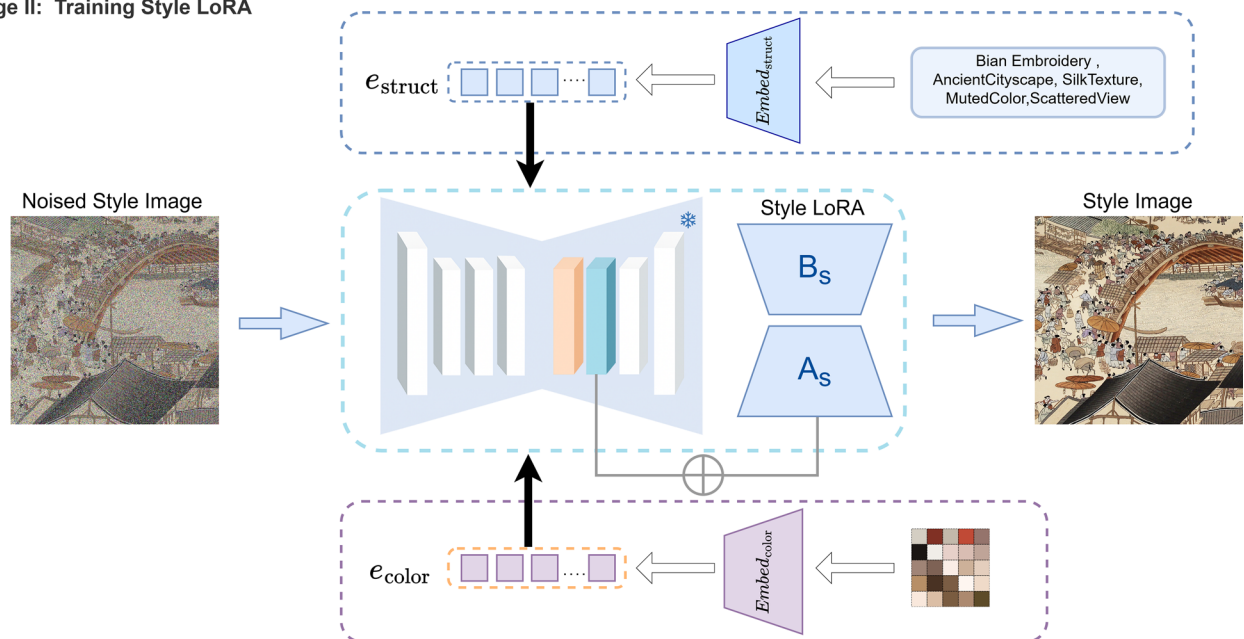 ge II: Training Style LoRA
e_struct
Embed_struct
Bian Embroidery ,
AncientCityscape, SilkTexture,
MutedColor,ScatteredView
Noised Style Image
Style LoRA
Style Image
B_s
A_s
e_color
Embed_color